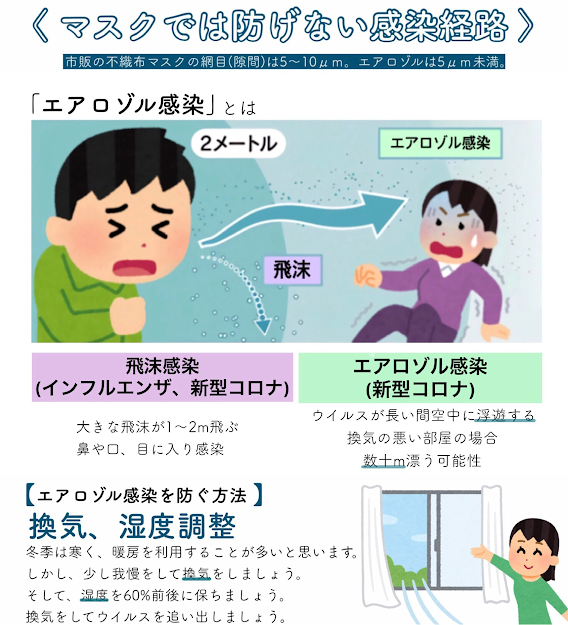 〈 マスクでは防げない感染経路 〉
市販の不織布マスクの網目(隙間)は5～10μm。エアロゾルは5μm未満。
「エアロゾル感染」とは
2メートル
エアロゾル感染
飛沫
飛沫感染
(インフルエンザ、新型コロナ)
大きな飛沫が1～2m飛ぶ
鼻や口、目に入り感染
エアロゾル感染
(新型コロナ)
ウイルスが長い間空中に浮遊する
換気の悪い部屋の場合
数十m漂う可能性
【エアロゾル感染を防ぐ方法 】
換気、湿度調整
冬季は寒く、暖房を利用することが多いと思います。
しかし、少し我慢をして換気をしましょう。
そして、湿度を60%前後に保ちましょう。
換気をしてウイルスを追い出しましょう。